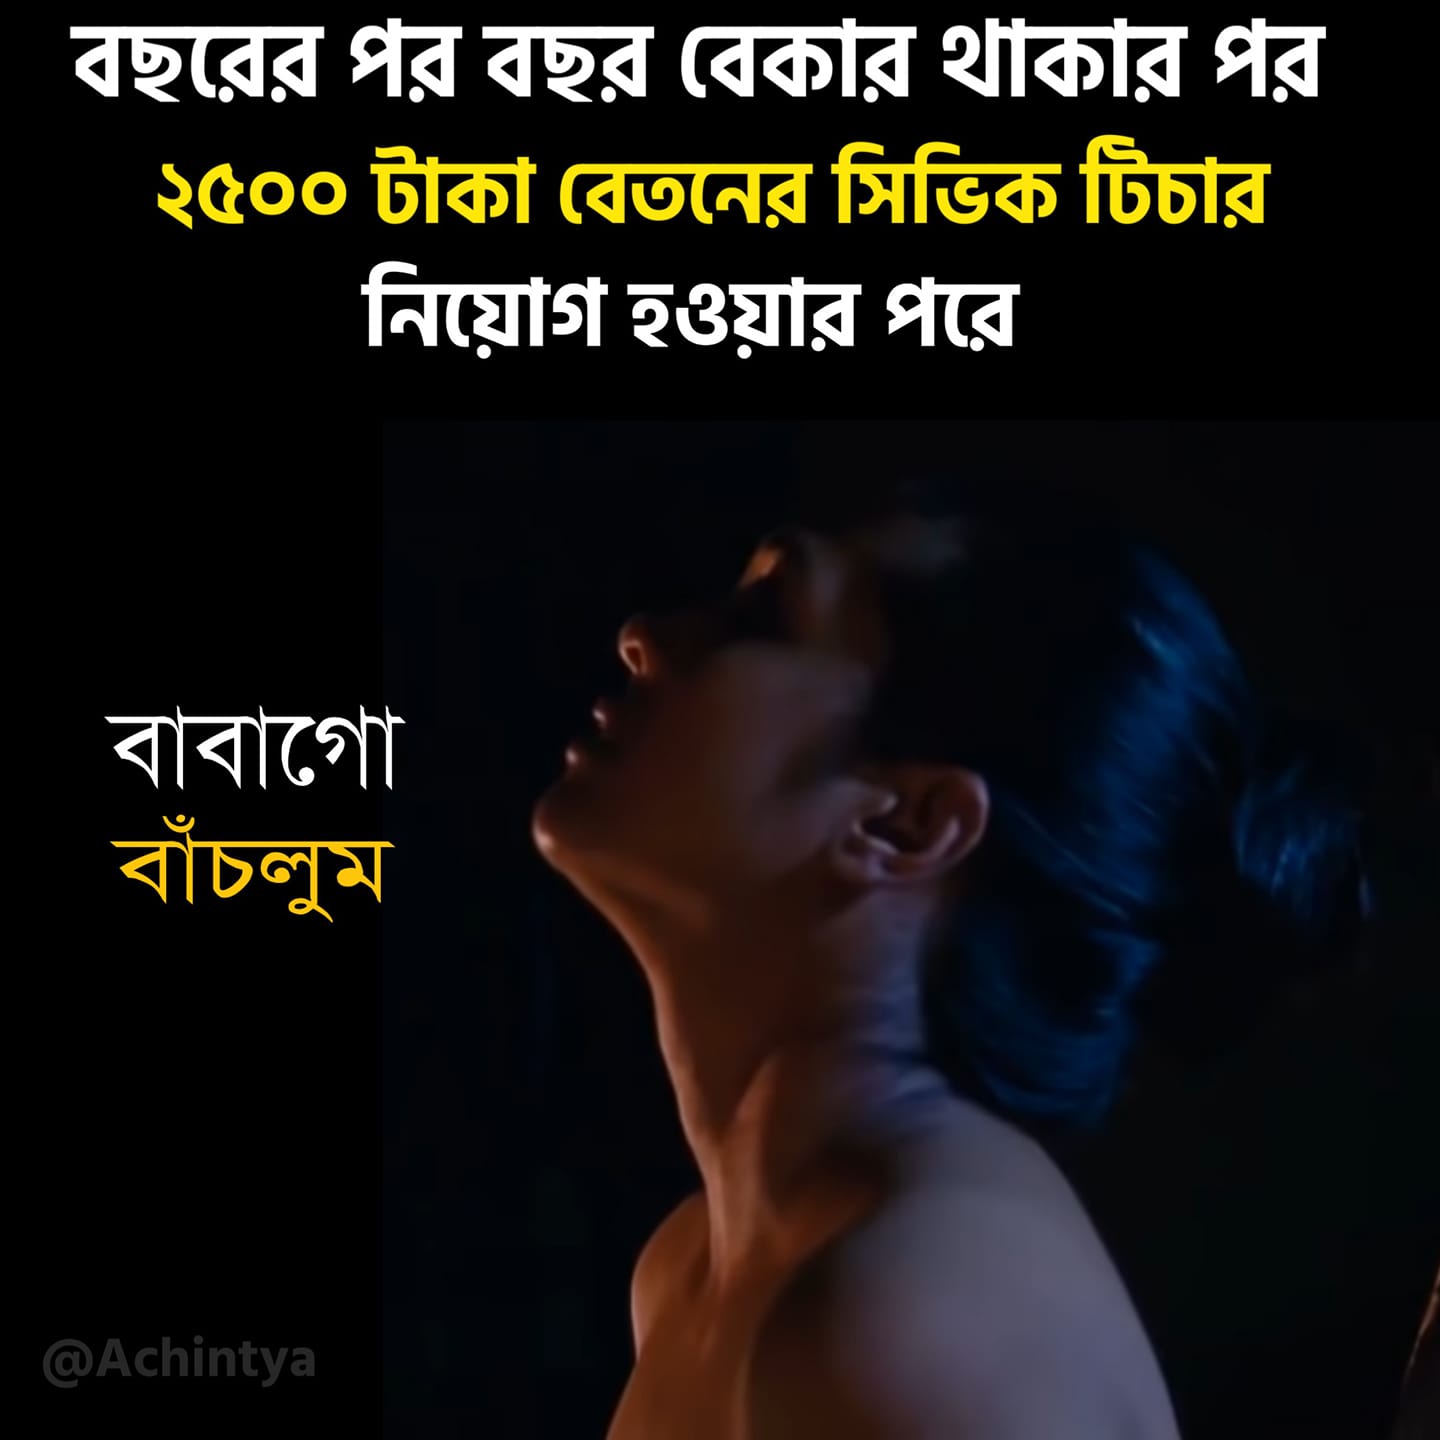 বছরের পর বছর বেকার থাকার পর
২৫০০ টাকা বেতনের সিভিক টিচার
নিয়োগ হওয়ার পরে
বাবাগো
বাঁচলুম
@Achintya